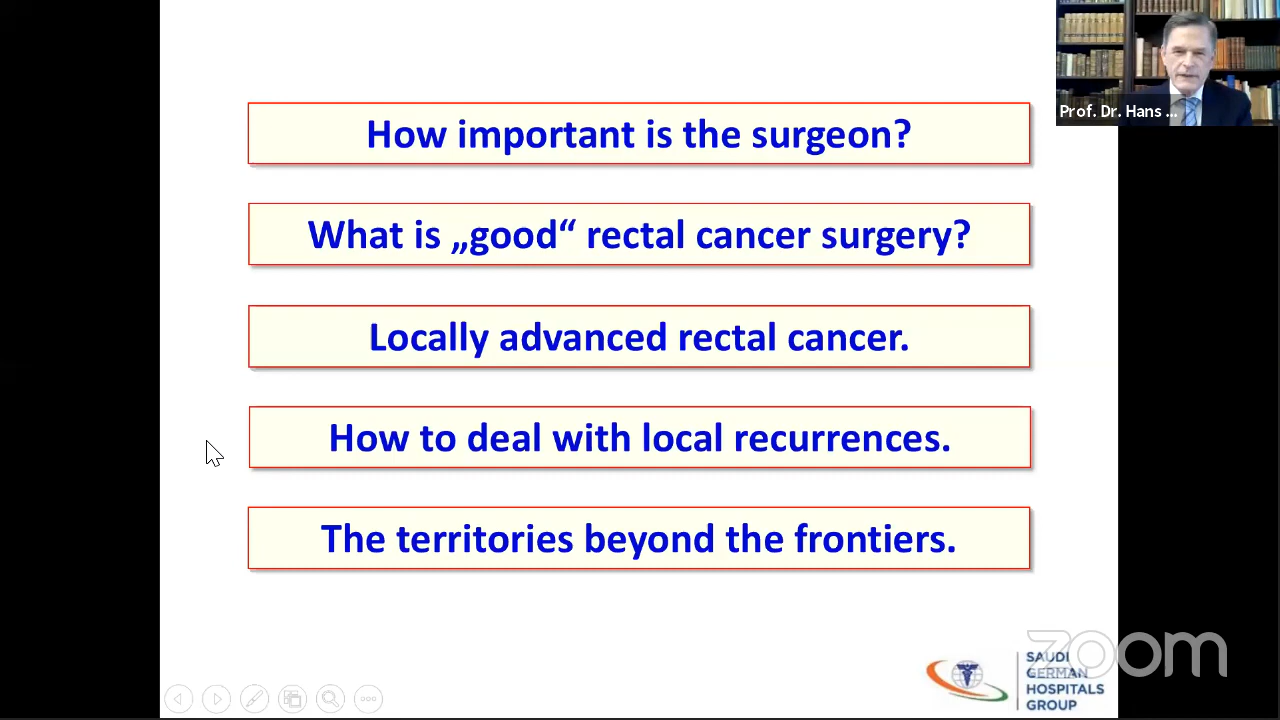 Prof. Dr. Hans ...
How important is the surgeon?
What is „good“ rectal cancer surgery?
Locally advanced rectal cancer.
How to deal with local recurrences.
The territories beyond the frontiers.
zoom
SAUDI
GERMAN
HOSPITALS
GROUP